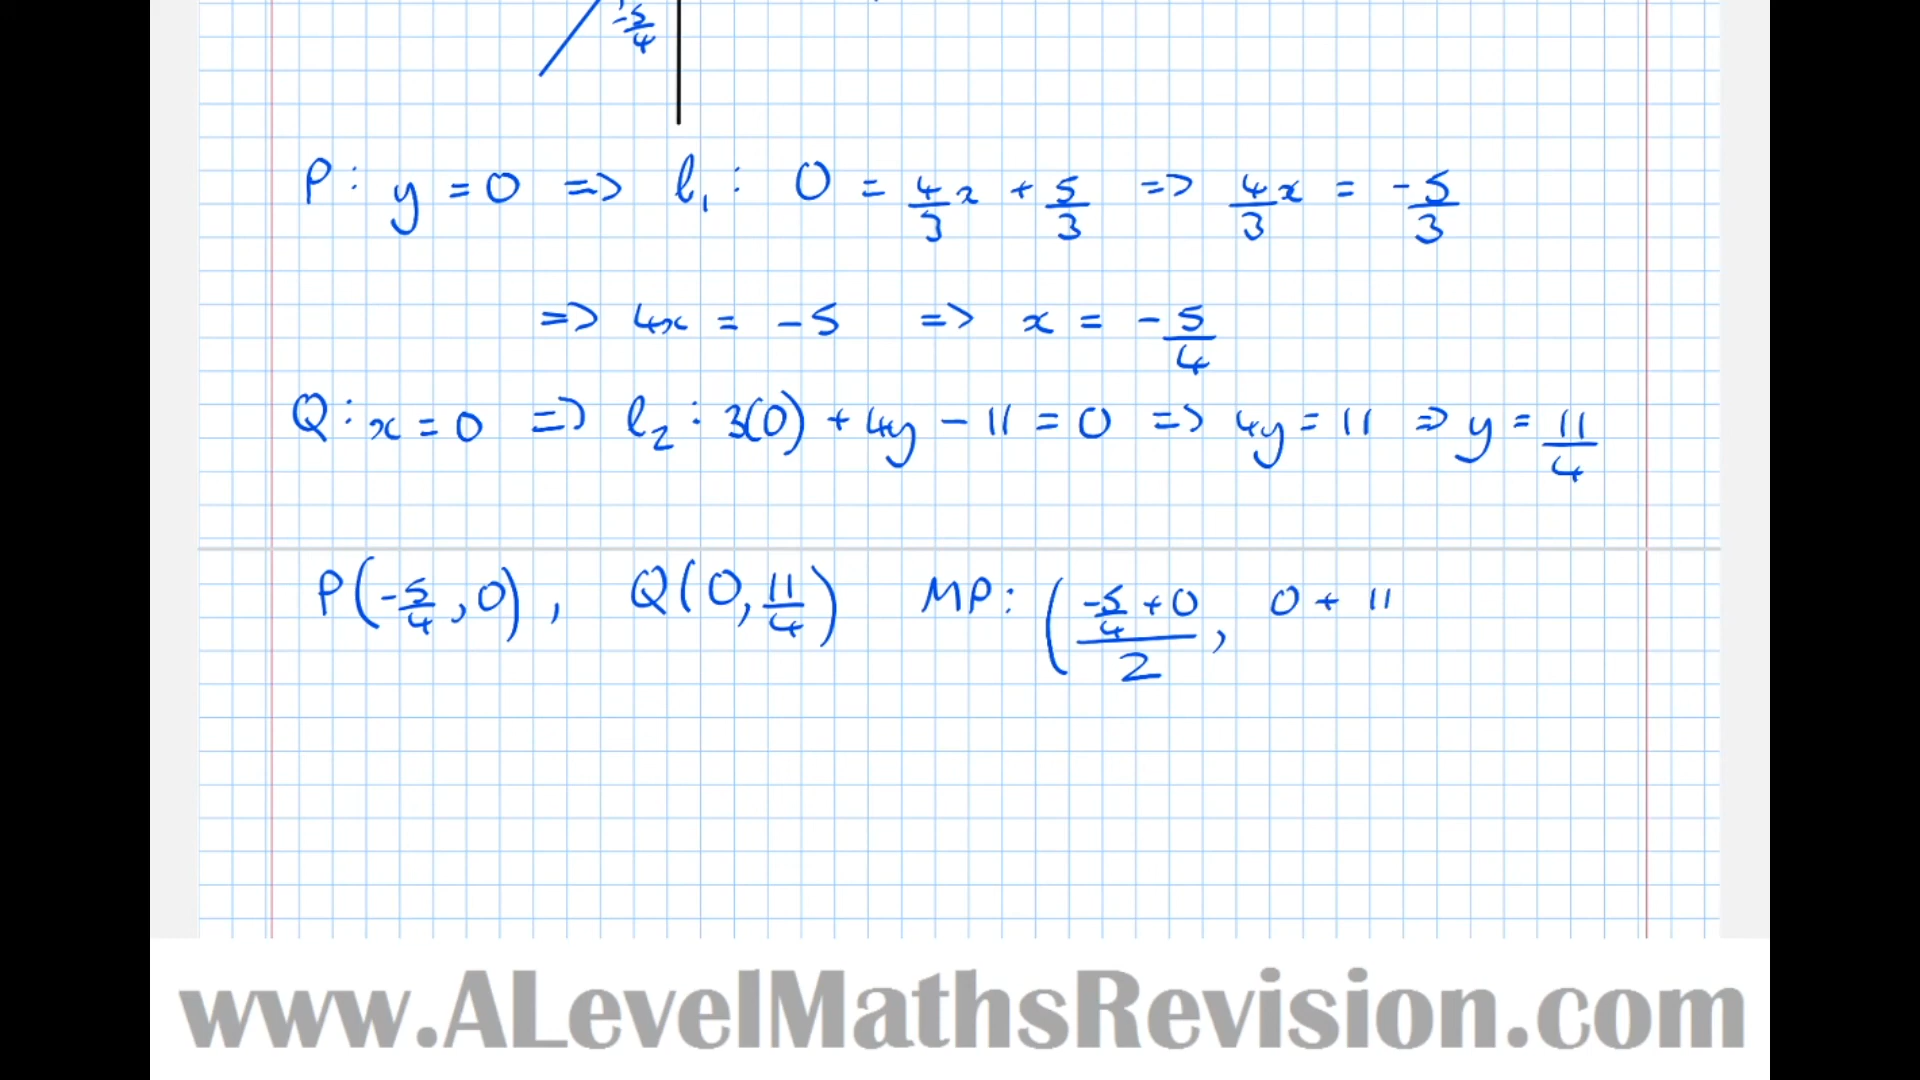 -5/4
P: y = 0 => l₁: 0 = 4/3 x + 5/3 => 4/3 x = -5/3
=> 4x = -5 => x = -5/4
Q: x = 0 => l₂: 3(0) + 4y - 11 = 0 => 4y = 11 => y = 11/4
P(-5/4, 0), Q(0, 11/4) MP: ((-5/4 + 0)/2, 0 + 11
www.ALevelMathsRevision.com